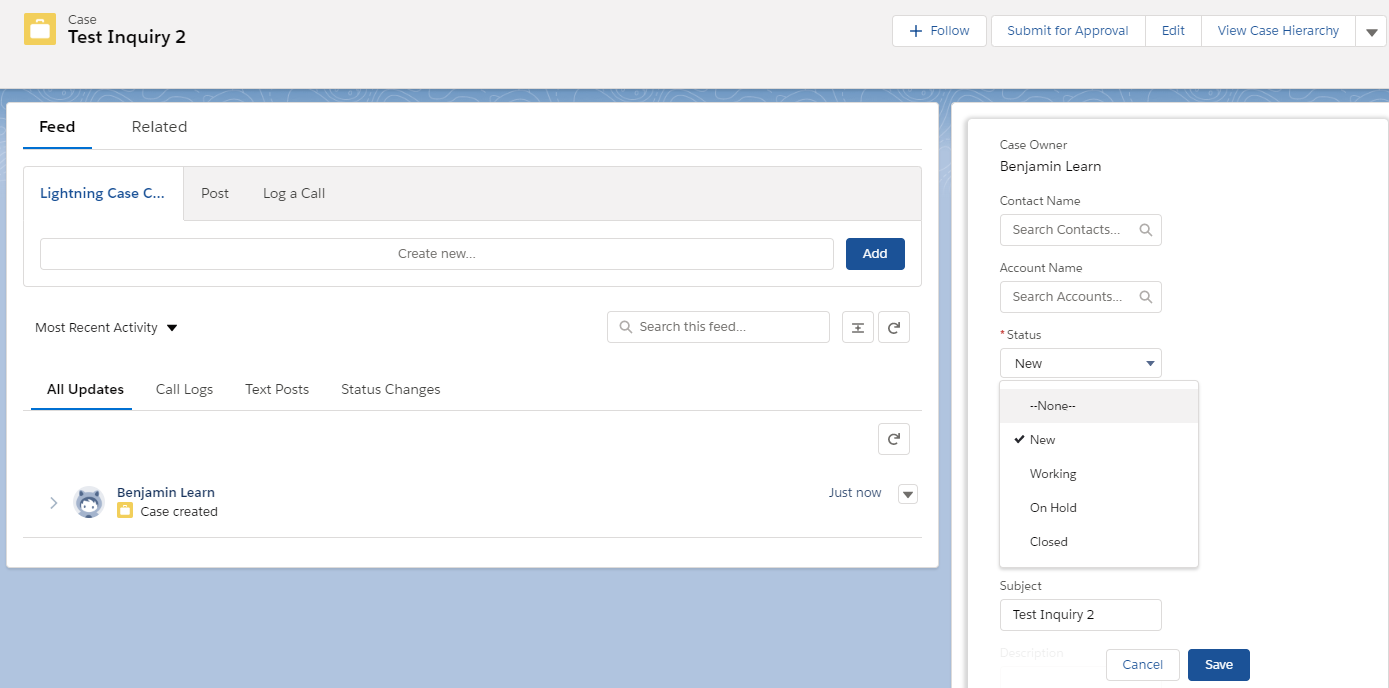 Case
Test Inquiry 2
Follow
Submit for Approval
Edit
View Case Hierarchy
Feed
Related
Lightning Case C...
Post
Log a Call
Create new...
Add
Most Recent Activity
Search this feed...
All Updates
Call Logs
Text Posts
Status Changes
Benjamin Learn
Just now
Case created
Case Owner
Benjamin Learn
Contact Name
Search Contacts...
Account Name
Search Accounts...
*Status
New
--None--
New
Working
On Hold
Closed
Subject
Test Inquiry 2
Description
Cancel
Save